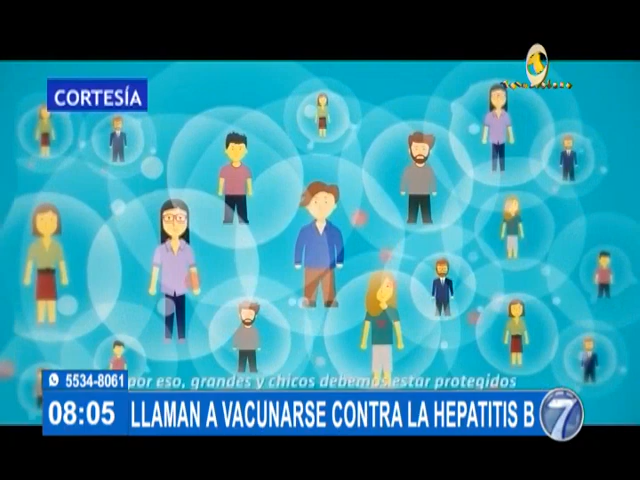 CORTESÍA
por eso, grandes y chicos debemos estar protegidos
5534-8061
08:05
LLAMAN A VACUNARSE CONTRA LA HEPATITIS B
7